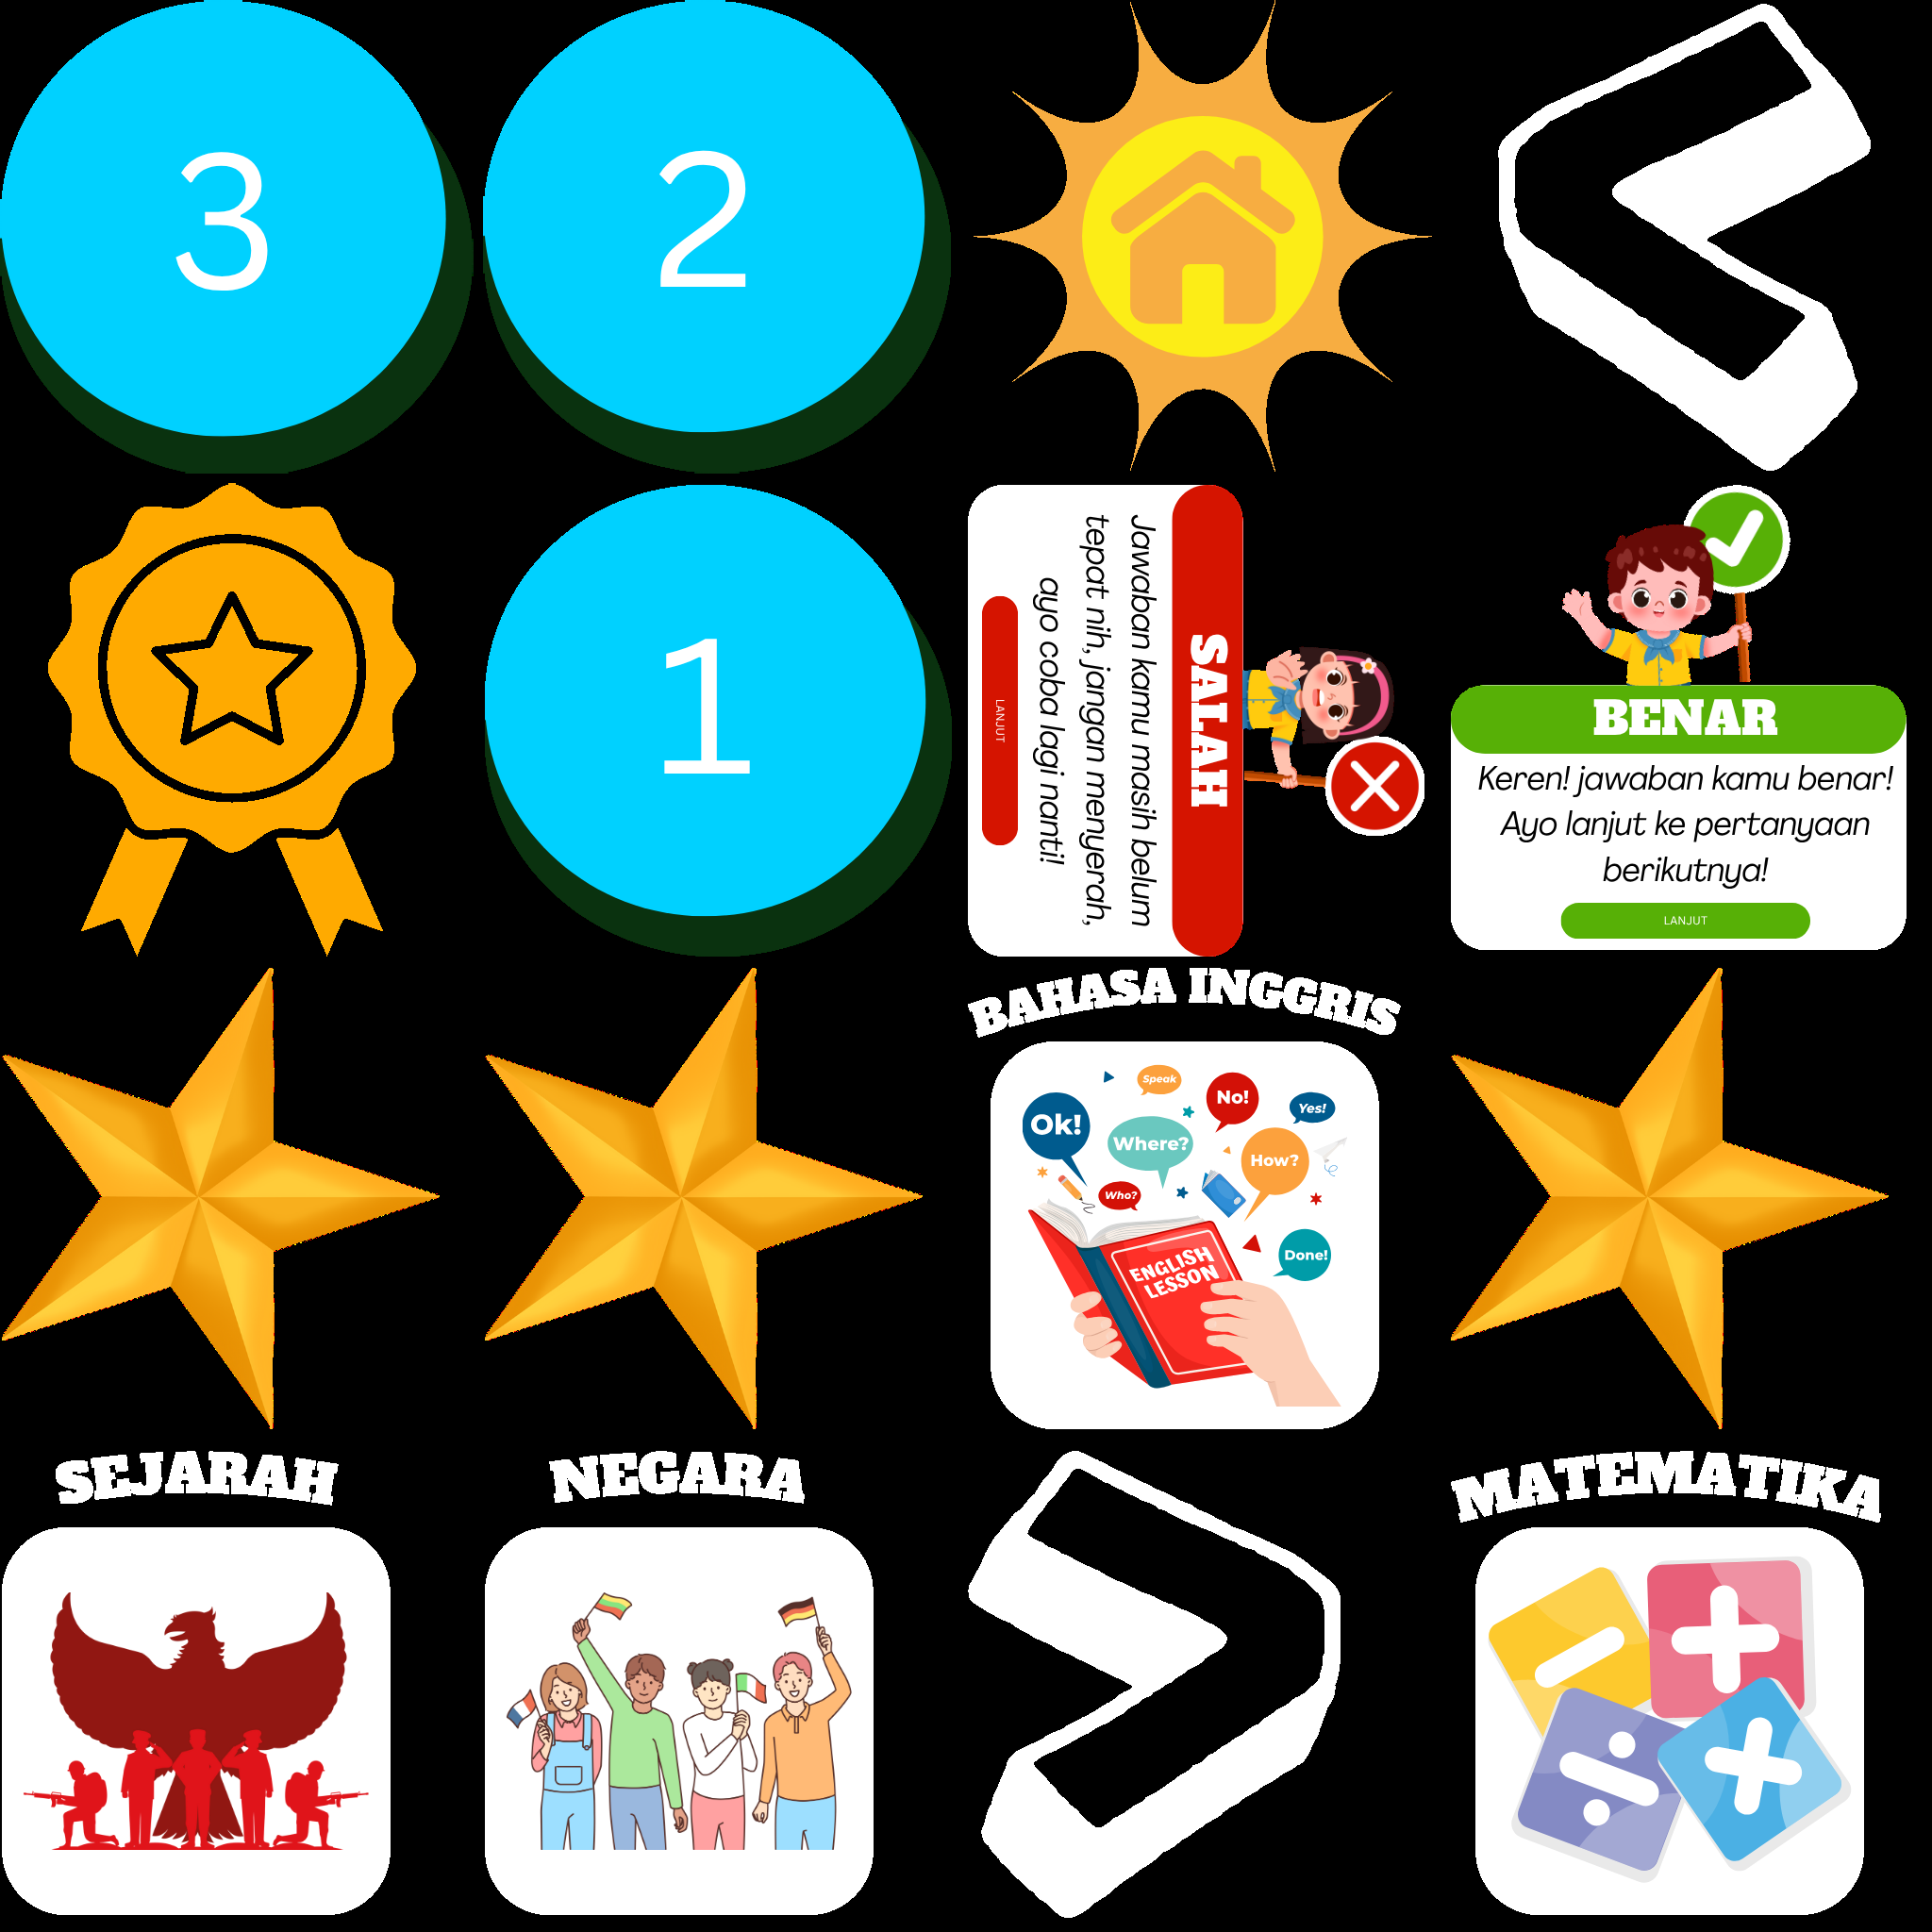 3
2
1
SALAH
Jawaban kamu masih belum
tepat nih, jangan menyerah,
ayo coba lagi nanti!
LANJUT
BENAR
Keren! jawaban kamu benar!
Ayo lanjut ke pertanyaan
berikutnya!
LANJUT
BAHASA INGGRIS
Speak
No!
Yes!
Ok!
Where?
How?
Who?
Done!
ENGLISH
LESSON
SEJARAH
NEGARA
MATEMATIKA